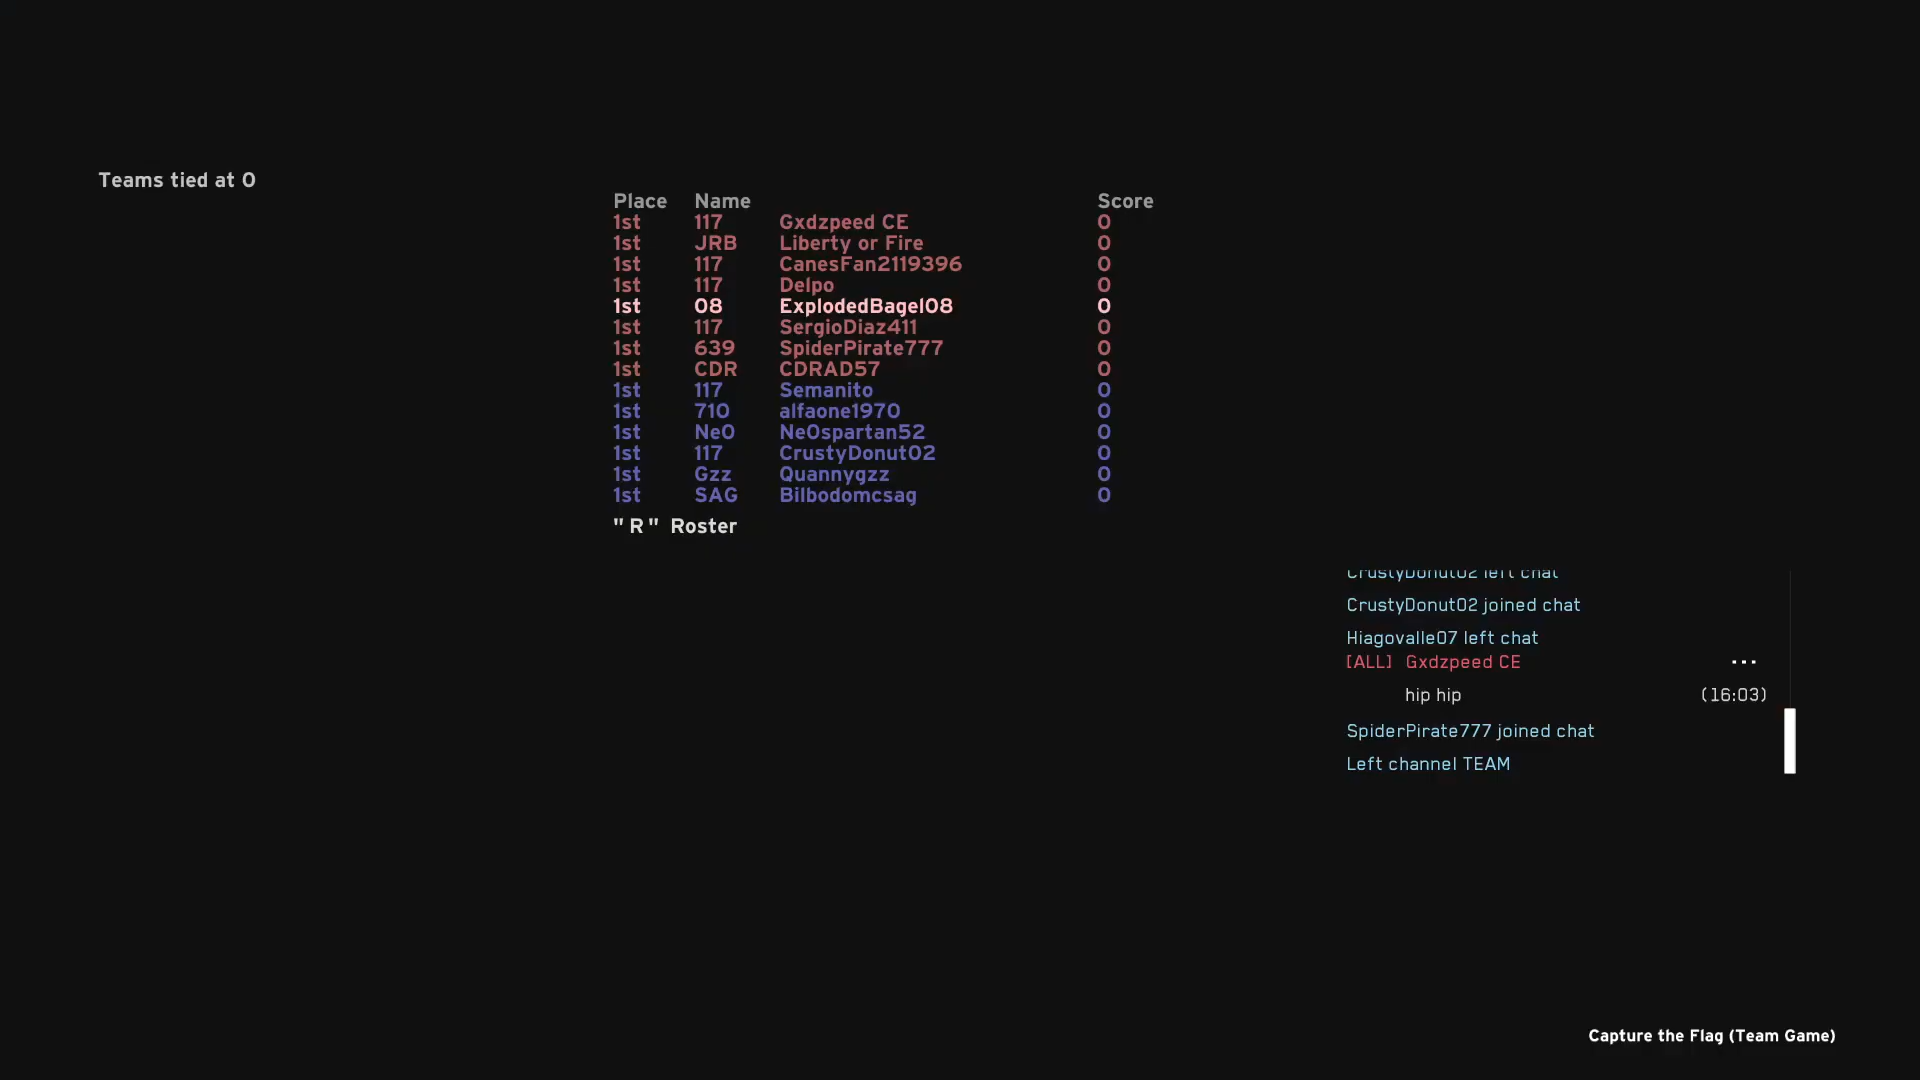 Teams tied at 0
Place Name Score
1st 117 Gxdzpeed CE 0
1st JRB Liberty or Fire 0
1st 117 CanesFan2119396 0
1st 117 Delpo 0
1st 08 ExplodedBagel08 0
1st 117 SergioDiaz411 0
1st 639 SpiderPirate777 0
1st CDR CDRAD57 0
1st 117 Semanito 0
1st 710 alfaone1970 0
1st Ne0 Ne0spartan52 0
1st 117 CrustyDonut02 0
1st Gzz Quannygzz 0
1st SAG Bilbodomcsag 0
"R" Roster
CrustyDonut02 left chat
CrustyDonut02 joined chat
Hiagovalle07 left chat
[ALL] Gxdzpeed CE ...
hip hip (16:03)
SpiderPirate777 joined chat
Left channel TEAM
Capture the Flag (Team Game)